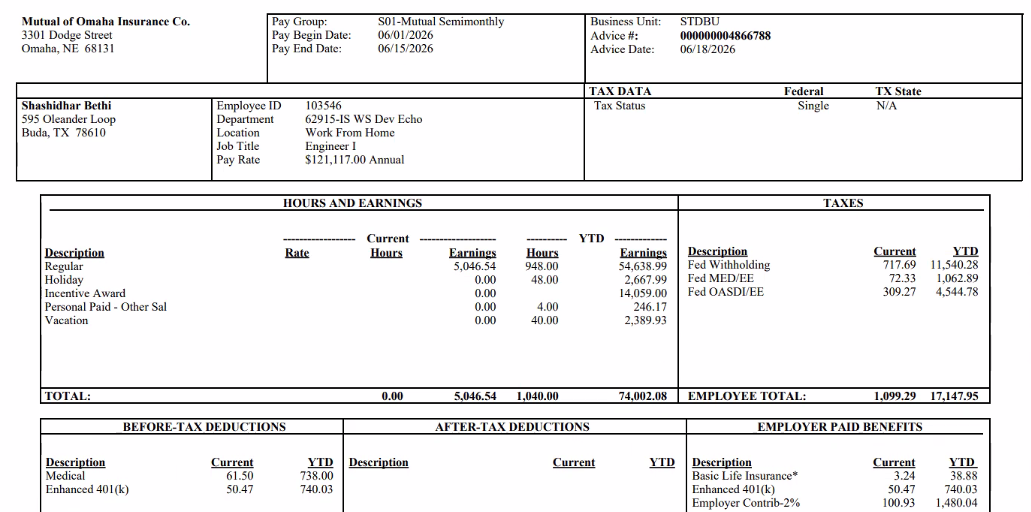 Mutual of Omaha Insurance Co.
3301 Dodge Street
Omaha, NE 68131
Pay Group: S01-Mutual Semimonthly
Pay Begin Date: 06/01/2026
Pay End Date: 06/15/2026
Business Unit: STDBU
Advice #: 000000004866788
Advice Date: 06/18/2026
TAX DATA Federal TX State
Tax Status Single N/A
Shashidhar Bethi
595 Oleander Loop
Buda, TX 78610
Employee ID 103546
Department 62915-IS WS Dev Echo
Location Work From Home
Job Title Engineer I
Pay Rate $121,117.00 Annual
HOURS AND EARNINGS
------------------ Current ------------------- ---------- YTD -------------
Description Rate Hours Earnings Hours Earnings
Regular 5,046.54 948.00 54,638.99
Holiday 0.00 48.00 2,667.99
Incentive Award 0.00 14,059.00
Personal Paid - Other Sal 0.00 4.00 246.17
Vacation 0.00 40.00 2,389.93
TOTAL: 0.00 5,046.54 1,040.00 74,002.08
TAXES
Description Current YTD
Fed Withholding 717.69 11,540.28
Fed MED/EE 72.33 1,062.89
Fed OASDI/EE 309.27 4,544.78
EMPLOYEE TOTAL: 1,099.29 17,147.95
BEFORE-TAX DEDUCTIONS
Description Current YTD
Medical 61.50 738.00
Enhanced 401(k) 50.47 740.03
AFTER-TAX DEDUCTIONS
Description Current YTD
EMPLOYER PAID BENEFITS
Description Current YTD
Basic Life Insurance* 3.24 38.88
Enhanced 401(k) 50.47 740.03
Employer Contrib-2% 100.93 1,480.04